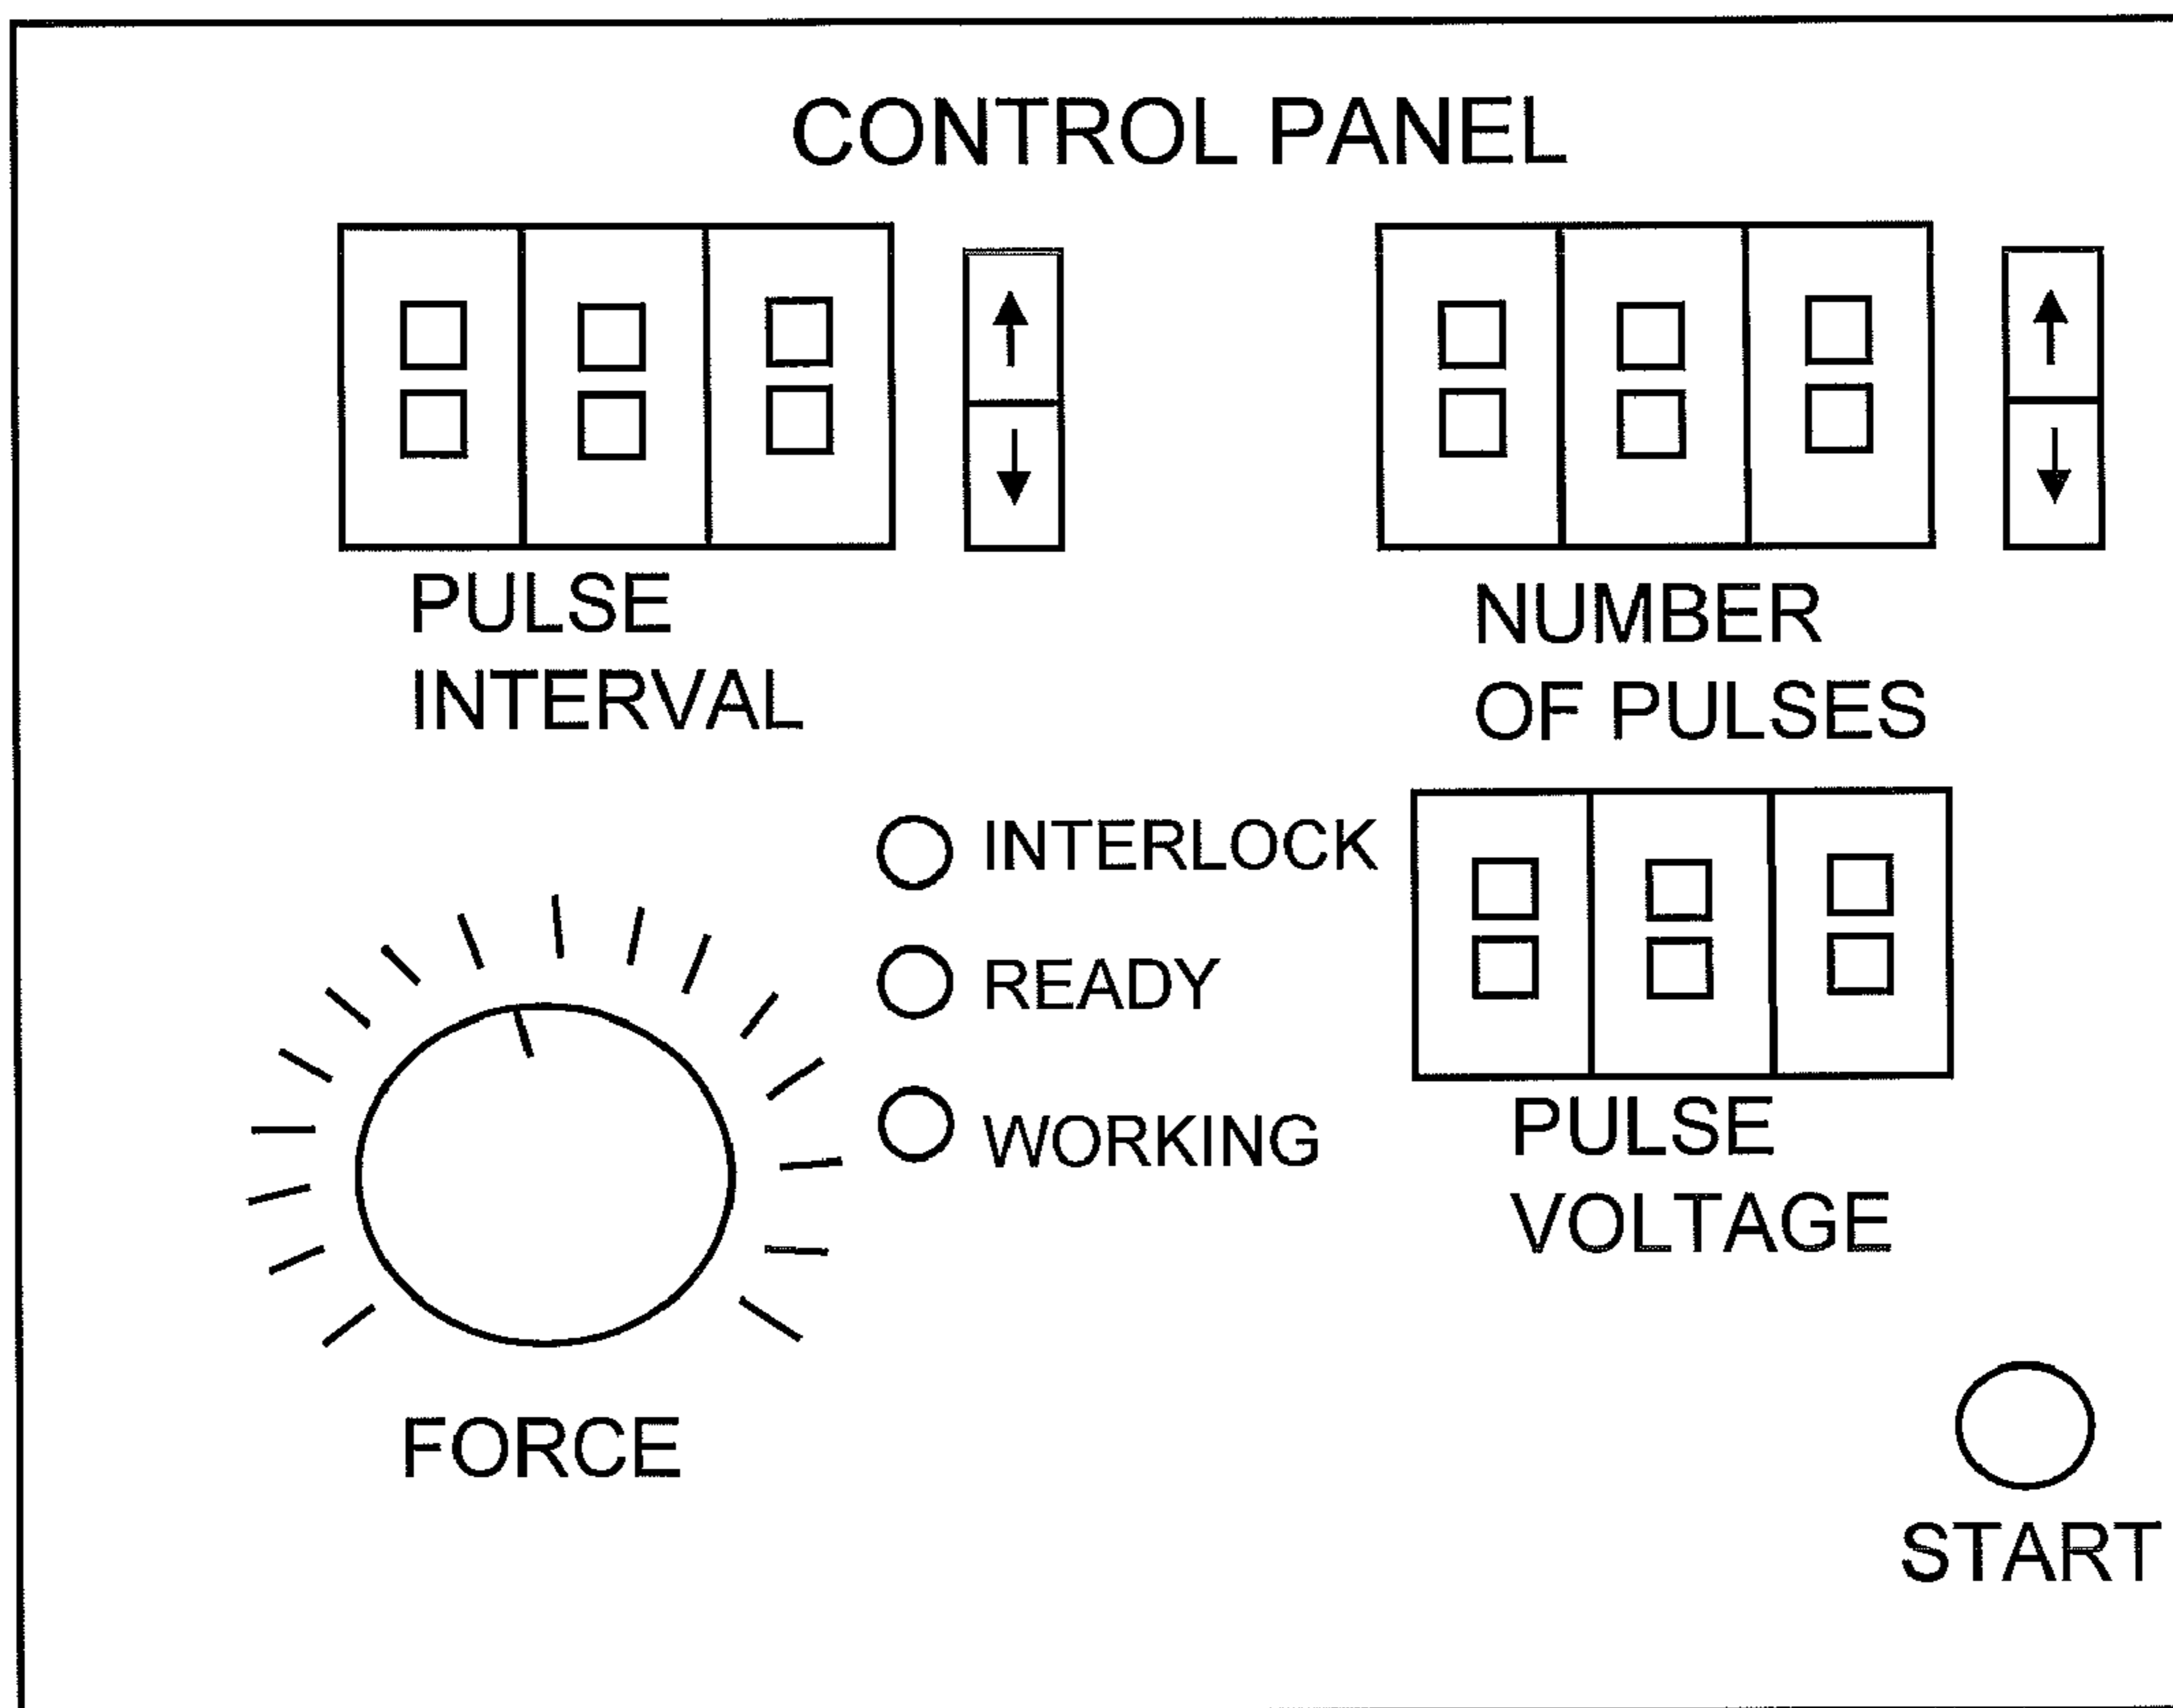 CONTROL PANEL
PULSE
INTERVAL
NUMBER
OF PULSES
INTERLOCK
READY
WORKING
PULSE
VOLTAGE
FORCE
START